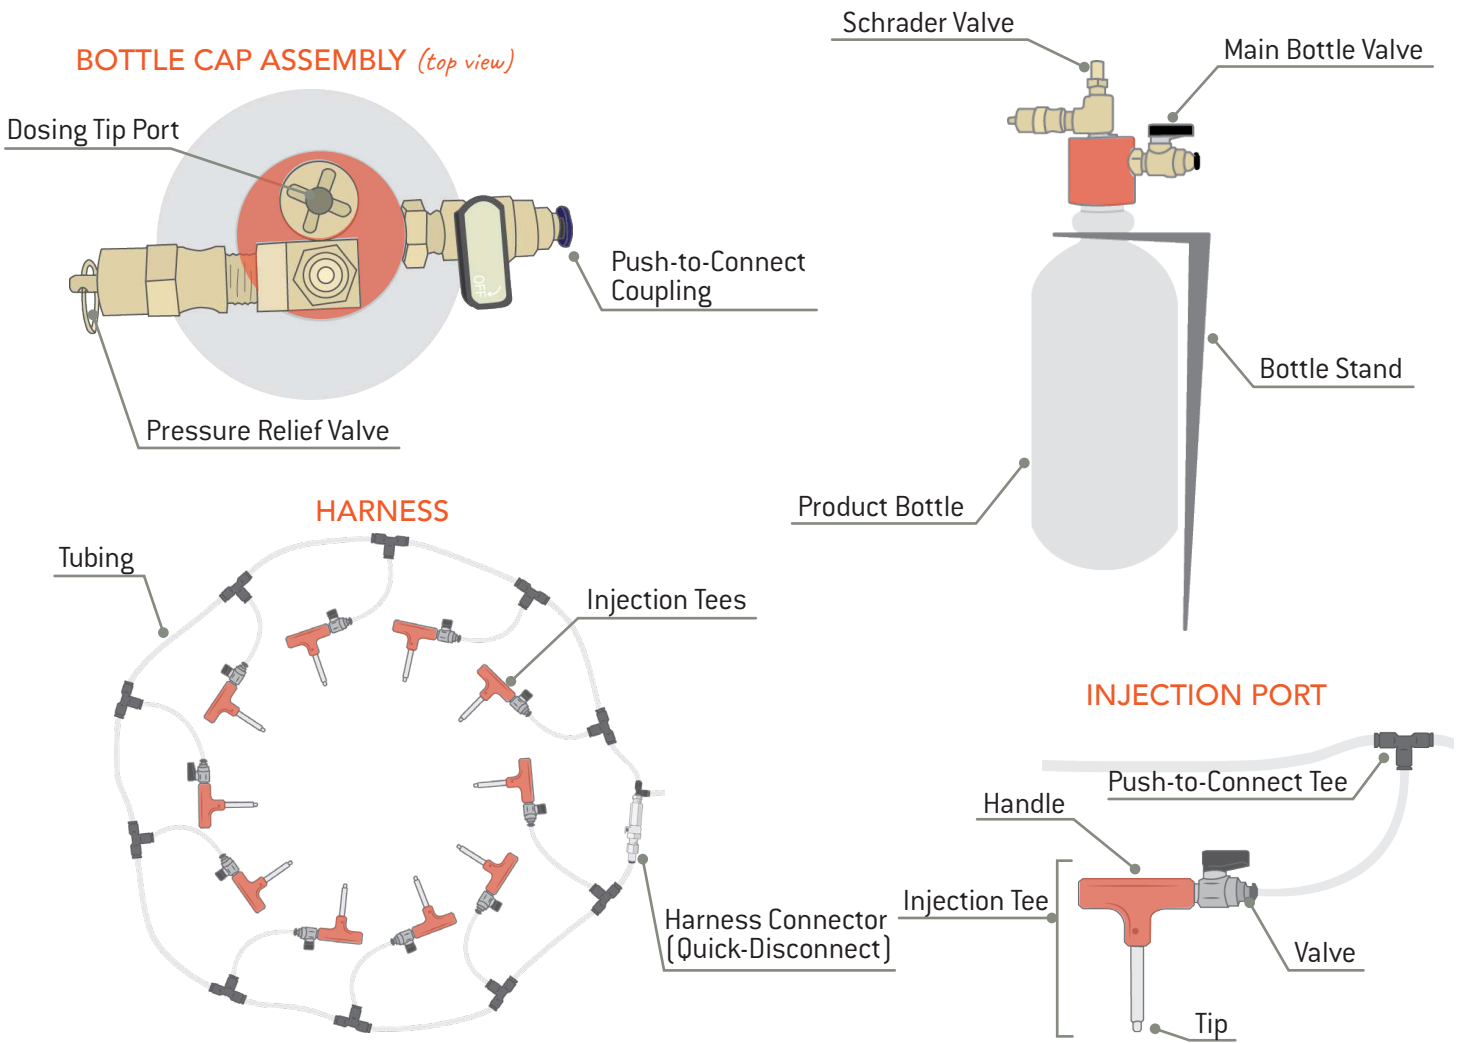 BOTTLE CAP ASSEMBLY (top view)
Dosing Tip Port
OFF
Push-to-Connect
Coupling
Pressure Relief Valve
Schrader Valve
Main Bottle Valve
Bottle Stand
Product Bottle
HARNESS
Tubing
Injection Tees
Harness Connector
(Quick-Disconnect)
INJECTION PORT
Push-to-Connect Tee
Handle
Injection Tee
Valve
Tip